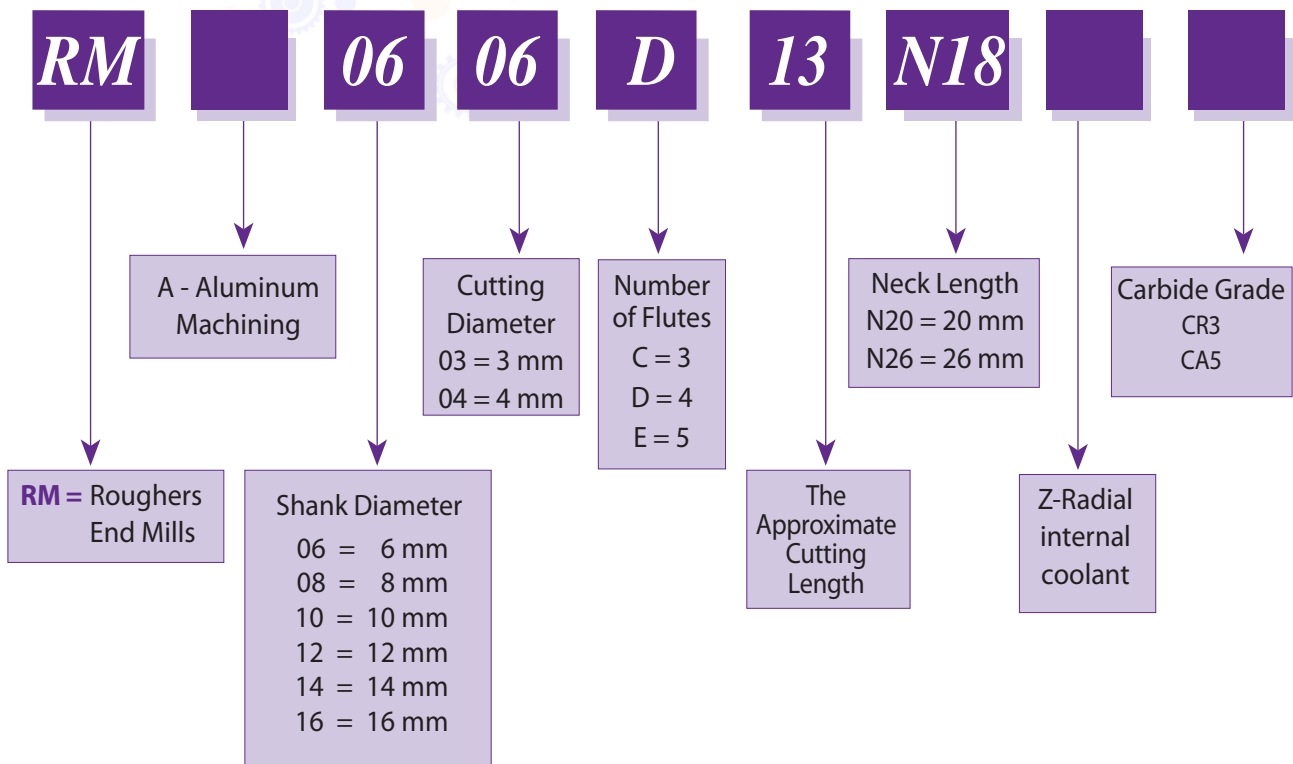 RM 06 06 D 13 N18
A - Aluminum
Machining
Cutting
Diameter
03 = 3 mm
04 = 4 mm
Number
of Flutes
C = 3
D = 4
E = 5
Neck Length
N20 = 20 mm
N26 = 26 mm
Carbide Grade
CR3
CA5
RM = Roughers
End Mills
Shank Diameter
06 = 6 mm
08 = 8 mm
10 = 10 mm
12 = 12 mm
14 = 14 mm
16 = 16 mm
The
Approximate
Cutting
Length
Z-Radial
internal
coolant